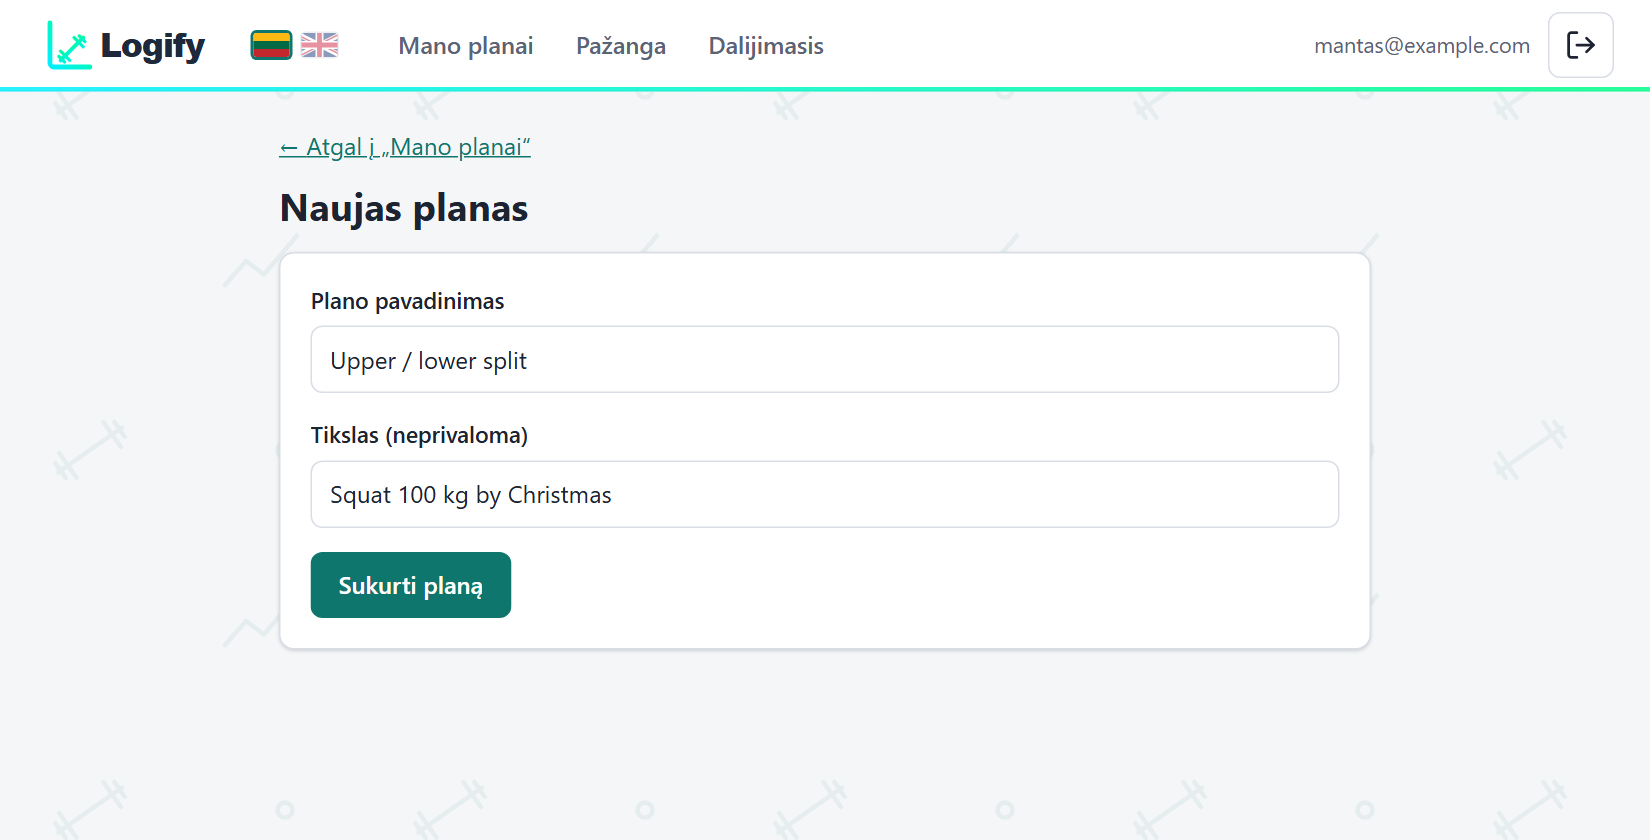 Logify
Mano planai
Pažanga
Dalijimasis
mantas@example.com
← Atgal į „Mano planai“
Naujas planas
Plano pavadinimas
Upper / lower split
Tikslas (neprivaloma)
Squat 100 kg by Christmas
Sukurti planą